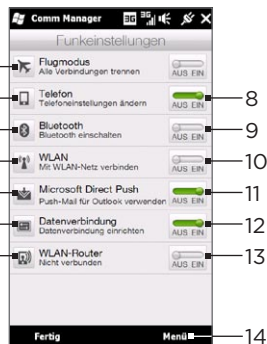 Comm Manager 3G 3G
Funkeinstellungen
Flugmodus
Alle Verbindungen trennen
AUS EIN
Telefon
Telefoneinstellungen ändern
AUS EIN
8
Bluetooth
Bluetooth einschalten
AUS EIN
9
WLAN
Mit WLAN-Netz verbinden
AUS EIN
10
Microsoft Direct Push
Push-Mail für Outlook verwenden
AUS EIN
11
Datenverbindung
Datenverbindung einrichten
AUS EIN
12
WLAN-Router
Nicht verbunden
AUS EIN
13
Fertig
Menü
14